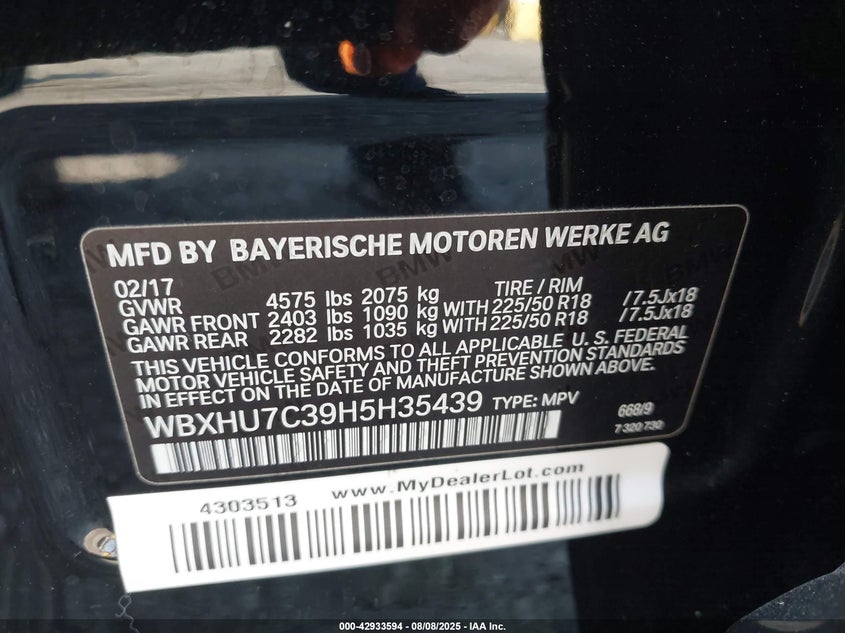 MFD BY BAYERISCHE MOTOREN WERKE AG
02/17 TIRE / RIM
GVWR 4575 lbs 2075 kg
GAWR FRONT 2403 lbs 1090 kg WITH 225/50 R18 /7.5Jx18
GAWR REAR 2282 lbs 1035 kg WITH 225/50 R18 /7.5Jx18
THIS VEHICLE CONFORMS TO ALL APPLICABLE U. S. FEDERAL
MOTOR VEHICLE SAFETY AND THEFT PREVENTION STANDARDS
IN EFFECT ON THE DATE OF MANUFACTURE SHOWN ABOVE.
WBXHU7C39H5H35439 TYPE: MPV 668/9
7 320 730
4303513 www.MyDealerLot.com
000-42933594 - 08/08/2025 - IAA Inc.